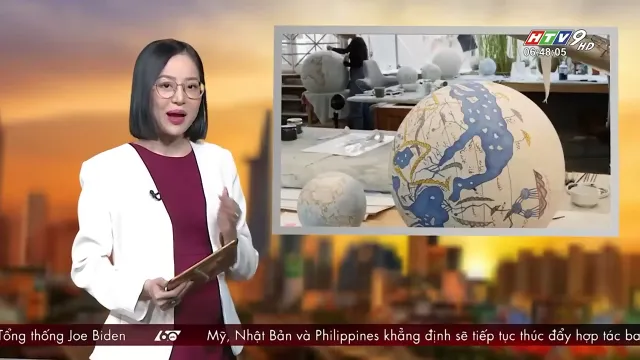 HTV9 HD
06:48:05
Tổng thống Joe Biden 60 Mỹ, Nhật Bản và Philippines khẳng định sẽ tiếp tục thúc đẩy hợp tác ba